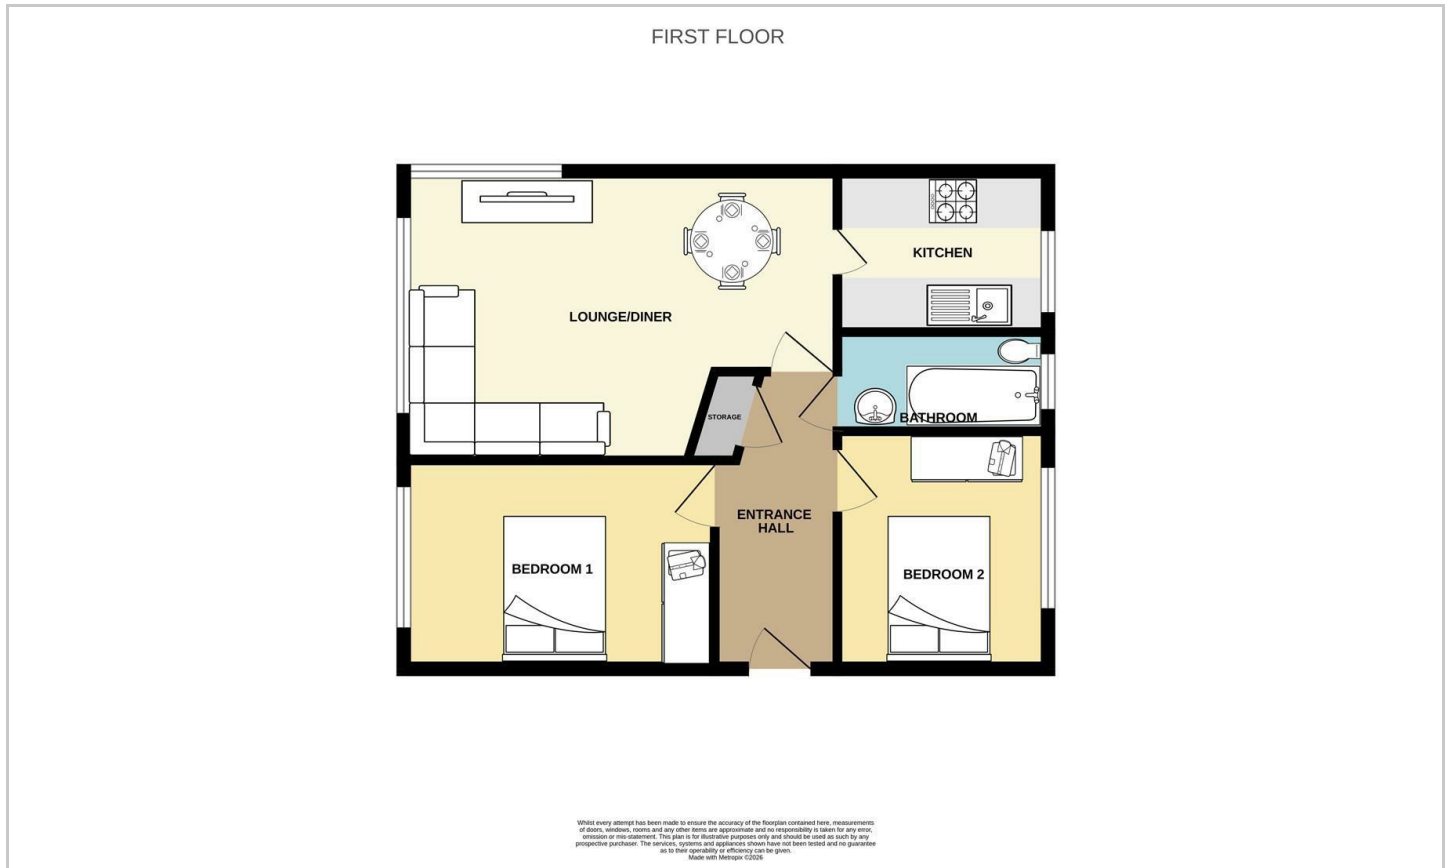 FIRST FLOOR
KITCHEN
LOUNGE/DINER
STORAGE
BATHROOM
ENTRANCE
HALL
BEDROOM 1
BEDROOM 2
Whilst every attempt has been made to ensure the accuracy of the floorplan contained here, measurements
of doors, windows, rooms and any other items are approximate and no responsibility is taken for any error,
omission or mis-statement. This plan is for illustrative purposes only and should be used as such by any
prospective purchaser. The services, systems and appliances shown have not been tested and no guarantee
as to their operability or efficiency can be given.
Made with Metropix ©2026